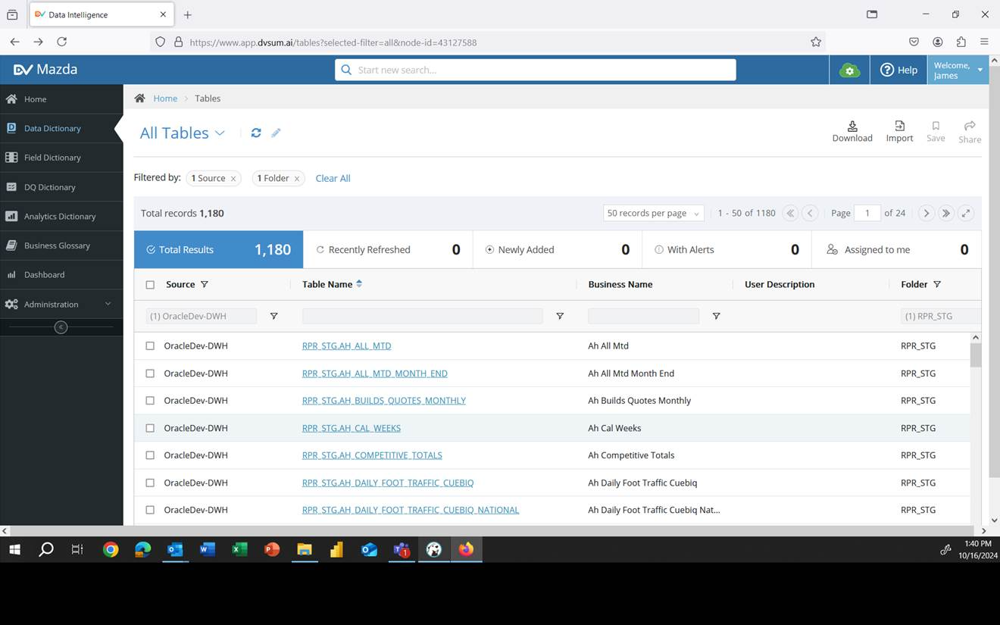 Data Intelligence
https://www.app.dvsum.ai/tables?selected-filter=all&node-id=43127588
DV Mazda
Start new search...
Help
Welcome,
James
Home
Data Dictionary
Field Dictionary
DQ Dictionary
Analytics Dictionary
Business Glossary
Dashboard
Administration
Home > Tables
All Tables
Download Import Save Share
Filtered by: 1 Source × 1 Folder × Clear All
Total records 1,180 50 records per page 1 - 50 of 1180 Page 1 of 24
Total Results 1,180 Recently Refreshed 0 Newly Added 0 With Alerts 0 Assigned to me 0
Source Table Name Business Name User Description Folder
(1) OracleDev-DWH (1) RPR_STG
OracleDev-DWH RPR_STG.AH_ALL_MTD Ah All Mtd RPR_STG
OracleDev-DWH RPR_STG.AH_ALL_MTD_MONTH_END Ah All Mtd Month End RPR_STG
OracleDev-DWH RPR_STG.AH_BUILDS_QUOTES_MONTHLY Ah Builds Quotes Monthly RPR_STG
OracleDev-DWH RPR_STG.AH_CAL_WEEKS Ah Cal Weeks RPR_STG
OracleDev-DWH RPR_STG.AH_COMPETITIVE_TOTALS Ah Competitive Totals RPR_STG
OracleDev-DWH RPR_STG.AH_DAILY_FOOT_TRAFFIC_CUEBIQ Ah Daily Foot Traffic Cuebiq RPR_STG
OracleDev-DWH RPR_STG.AH_DAILY_FOOT_TRAFFIC_CUEBIQ_NATIONAL Ah Daily Foot Traffic Cuebiq Nat... RPR_STG
1:40 PM
10/16/2024